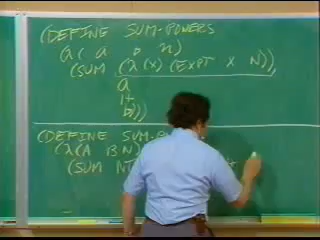 (DEFINE SUM-POWERS
(λ( a b n)
(SUM (λ(x) (EXPT X N))
a
1+
b)))
(DEFINE SUM-
(λ(A B N)
(SUM